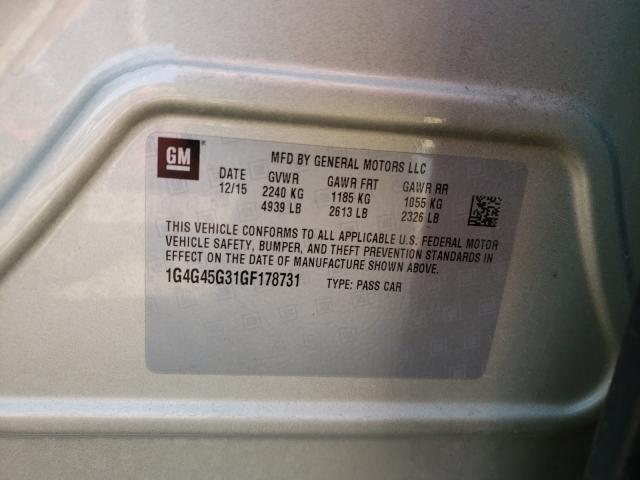 GM
MFD BY GENERAL MOTORS LLC
DATE GVWR GAWR FRT GAWR RR
12/15 2240 KG 1185 KG 1055 KG
4939 LB 2613 LB 2326 LB
THIS VEHICLE CONFORMS TO ALL APPLICABLE U.S. FEDERAL MOTOR
VEHICLE SAFETY, BUMPER, AND THEFT PREVENTION STANDARDS IN
EFFECT ON THE DATE OF MANUFACTURE SHOWN ABOVE.
1G4G45G31GF178731 TYPE: PASS CAR